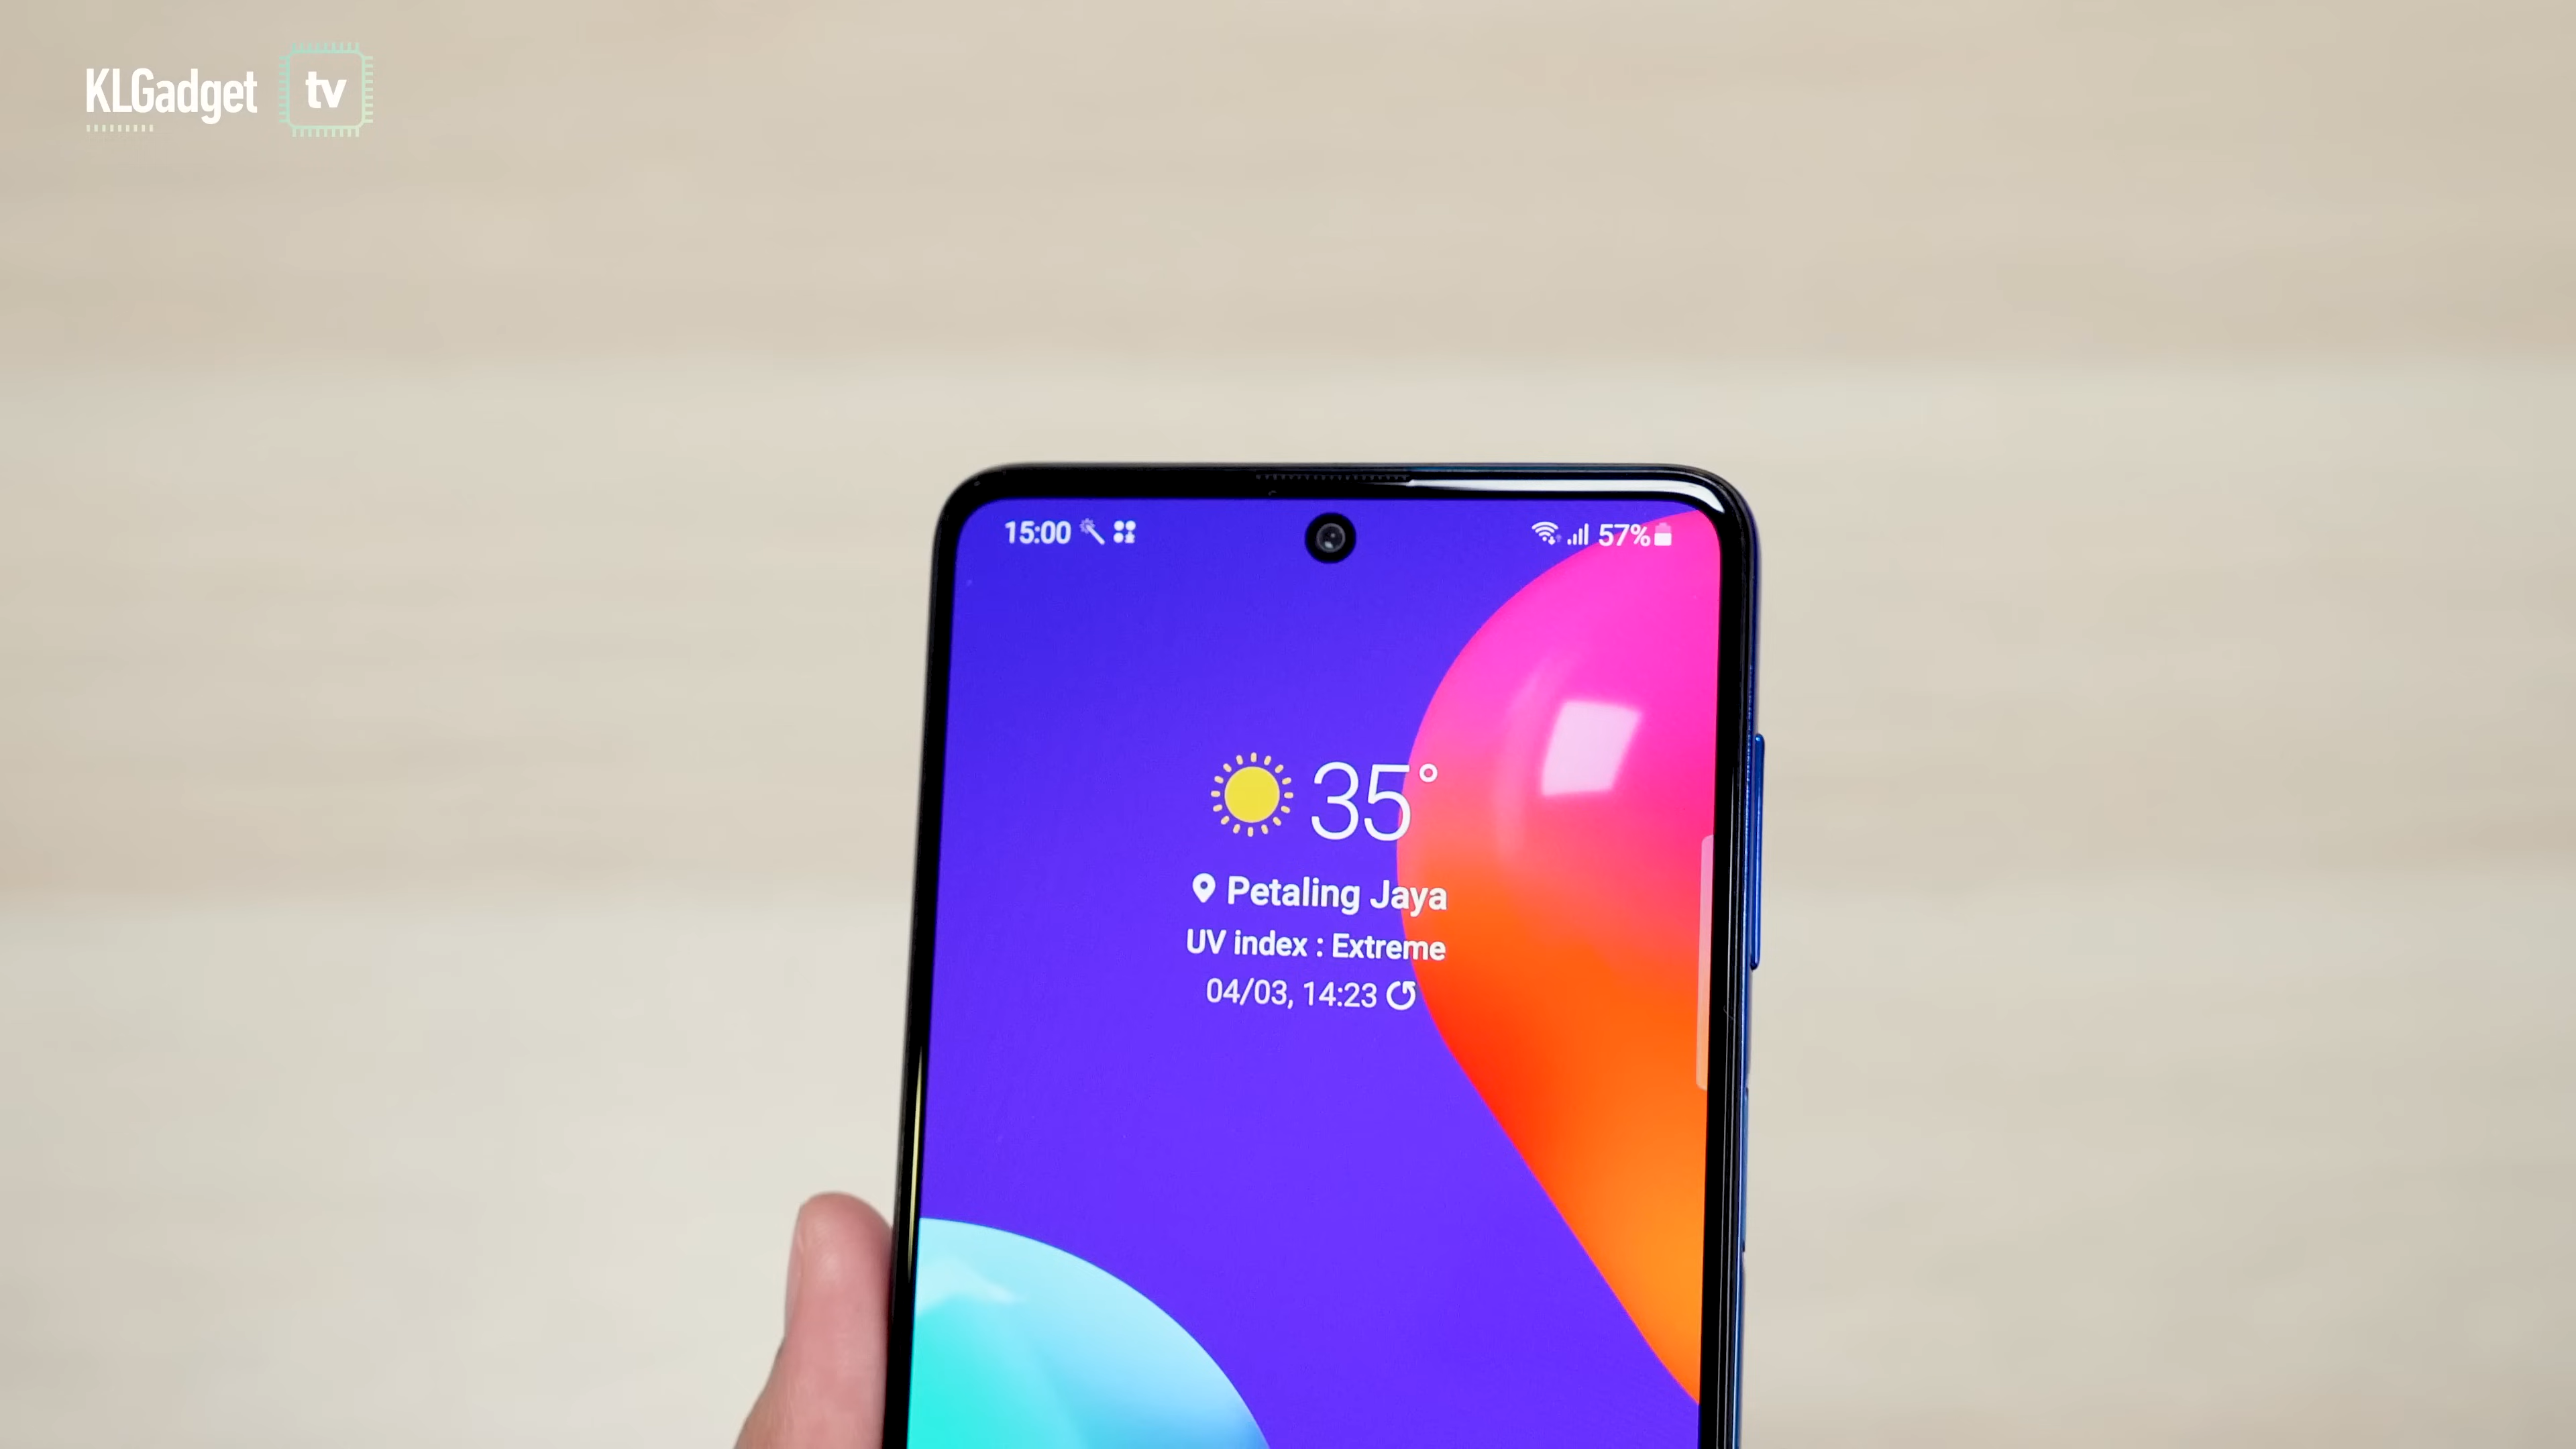 KLGadget tv
15:00
57%
35°
Petaling Jaya
UV index : Extreme
04/03, 14:23